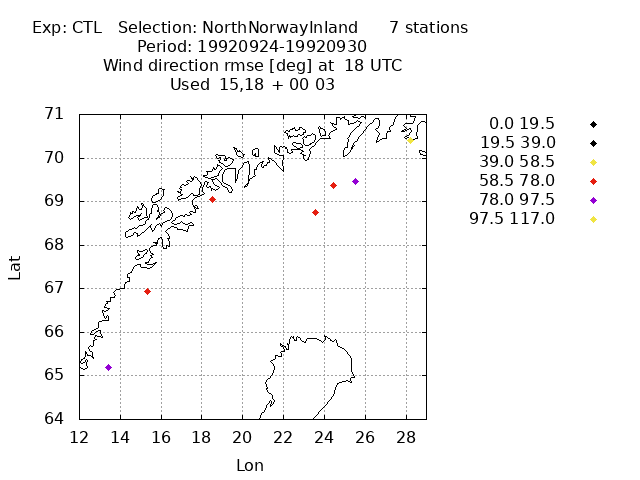 Exp: CTL Selection: NorthNorwayInland 7 stations
Period: 19920924-19920930
Wind direction rmse [deg] at 18 UTC
Used 15,18 + 00 03
71
70
69
68
67
66
65
64
Lat
12 14 16 18 20 22 24 26 28
Lon
0.0 19.5
19.5 39.0
39.0 58.5
58.5 78.0
78.0 97.5
97.5 117.0